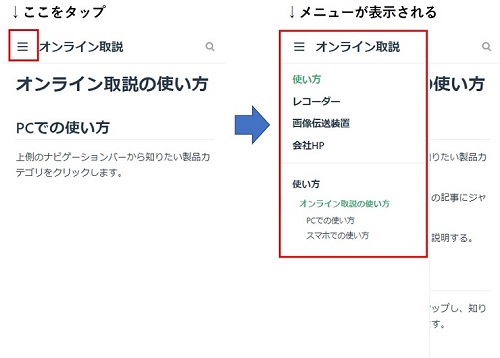 ↓ここをタップ
オンライン取説
オンライン取説の使い方
PCでの使い方
上側のナビゲーションバーから知りたい製品カ
テゴリをクリックします。
↓メニューが表示される
オンライン取説
使い方
レコーダー
画像伝送装置
会社HP
使い方
オンライン取説の使い方
PCでの使い方
スマホでの使い方
使い方
りたい製品カ
の記事にジャ
説明する。
ップし、知り
す。